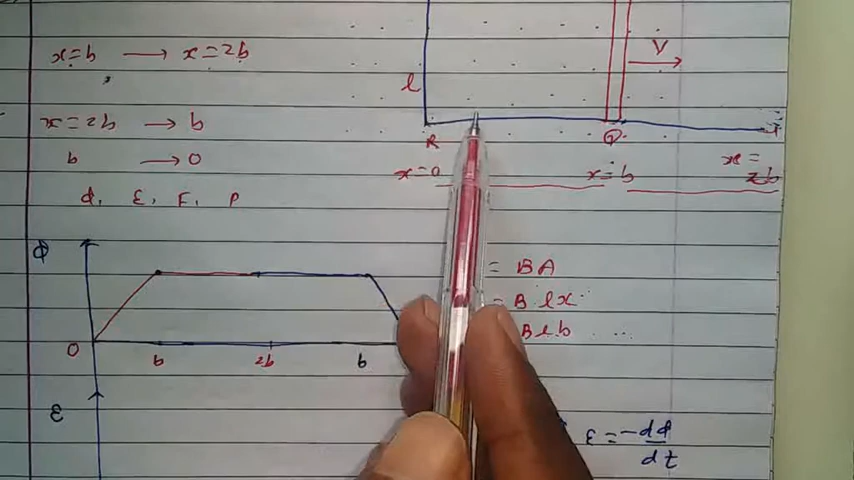 x=b → x=2b
V
l
x=2b → b
R Q
b → 0
x=0 x=b x=2b
ϕ, ε, F, P
ϕ
= BA
= B l x
B l b ...
0 b 2b b
ε
ε = -dϕ/dt